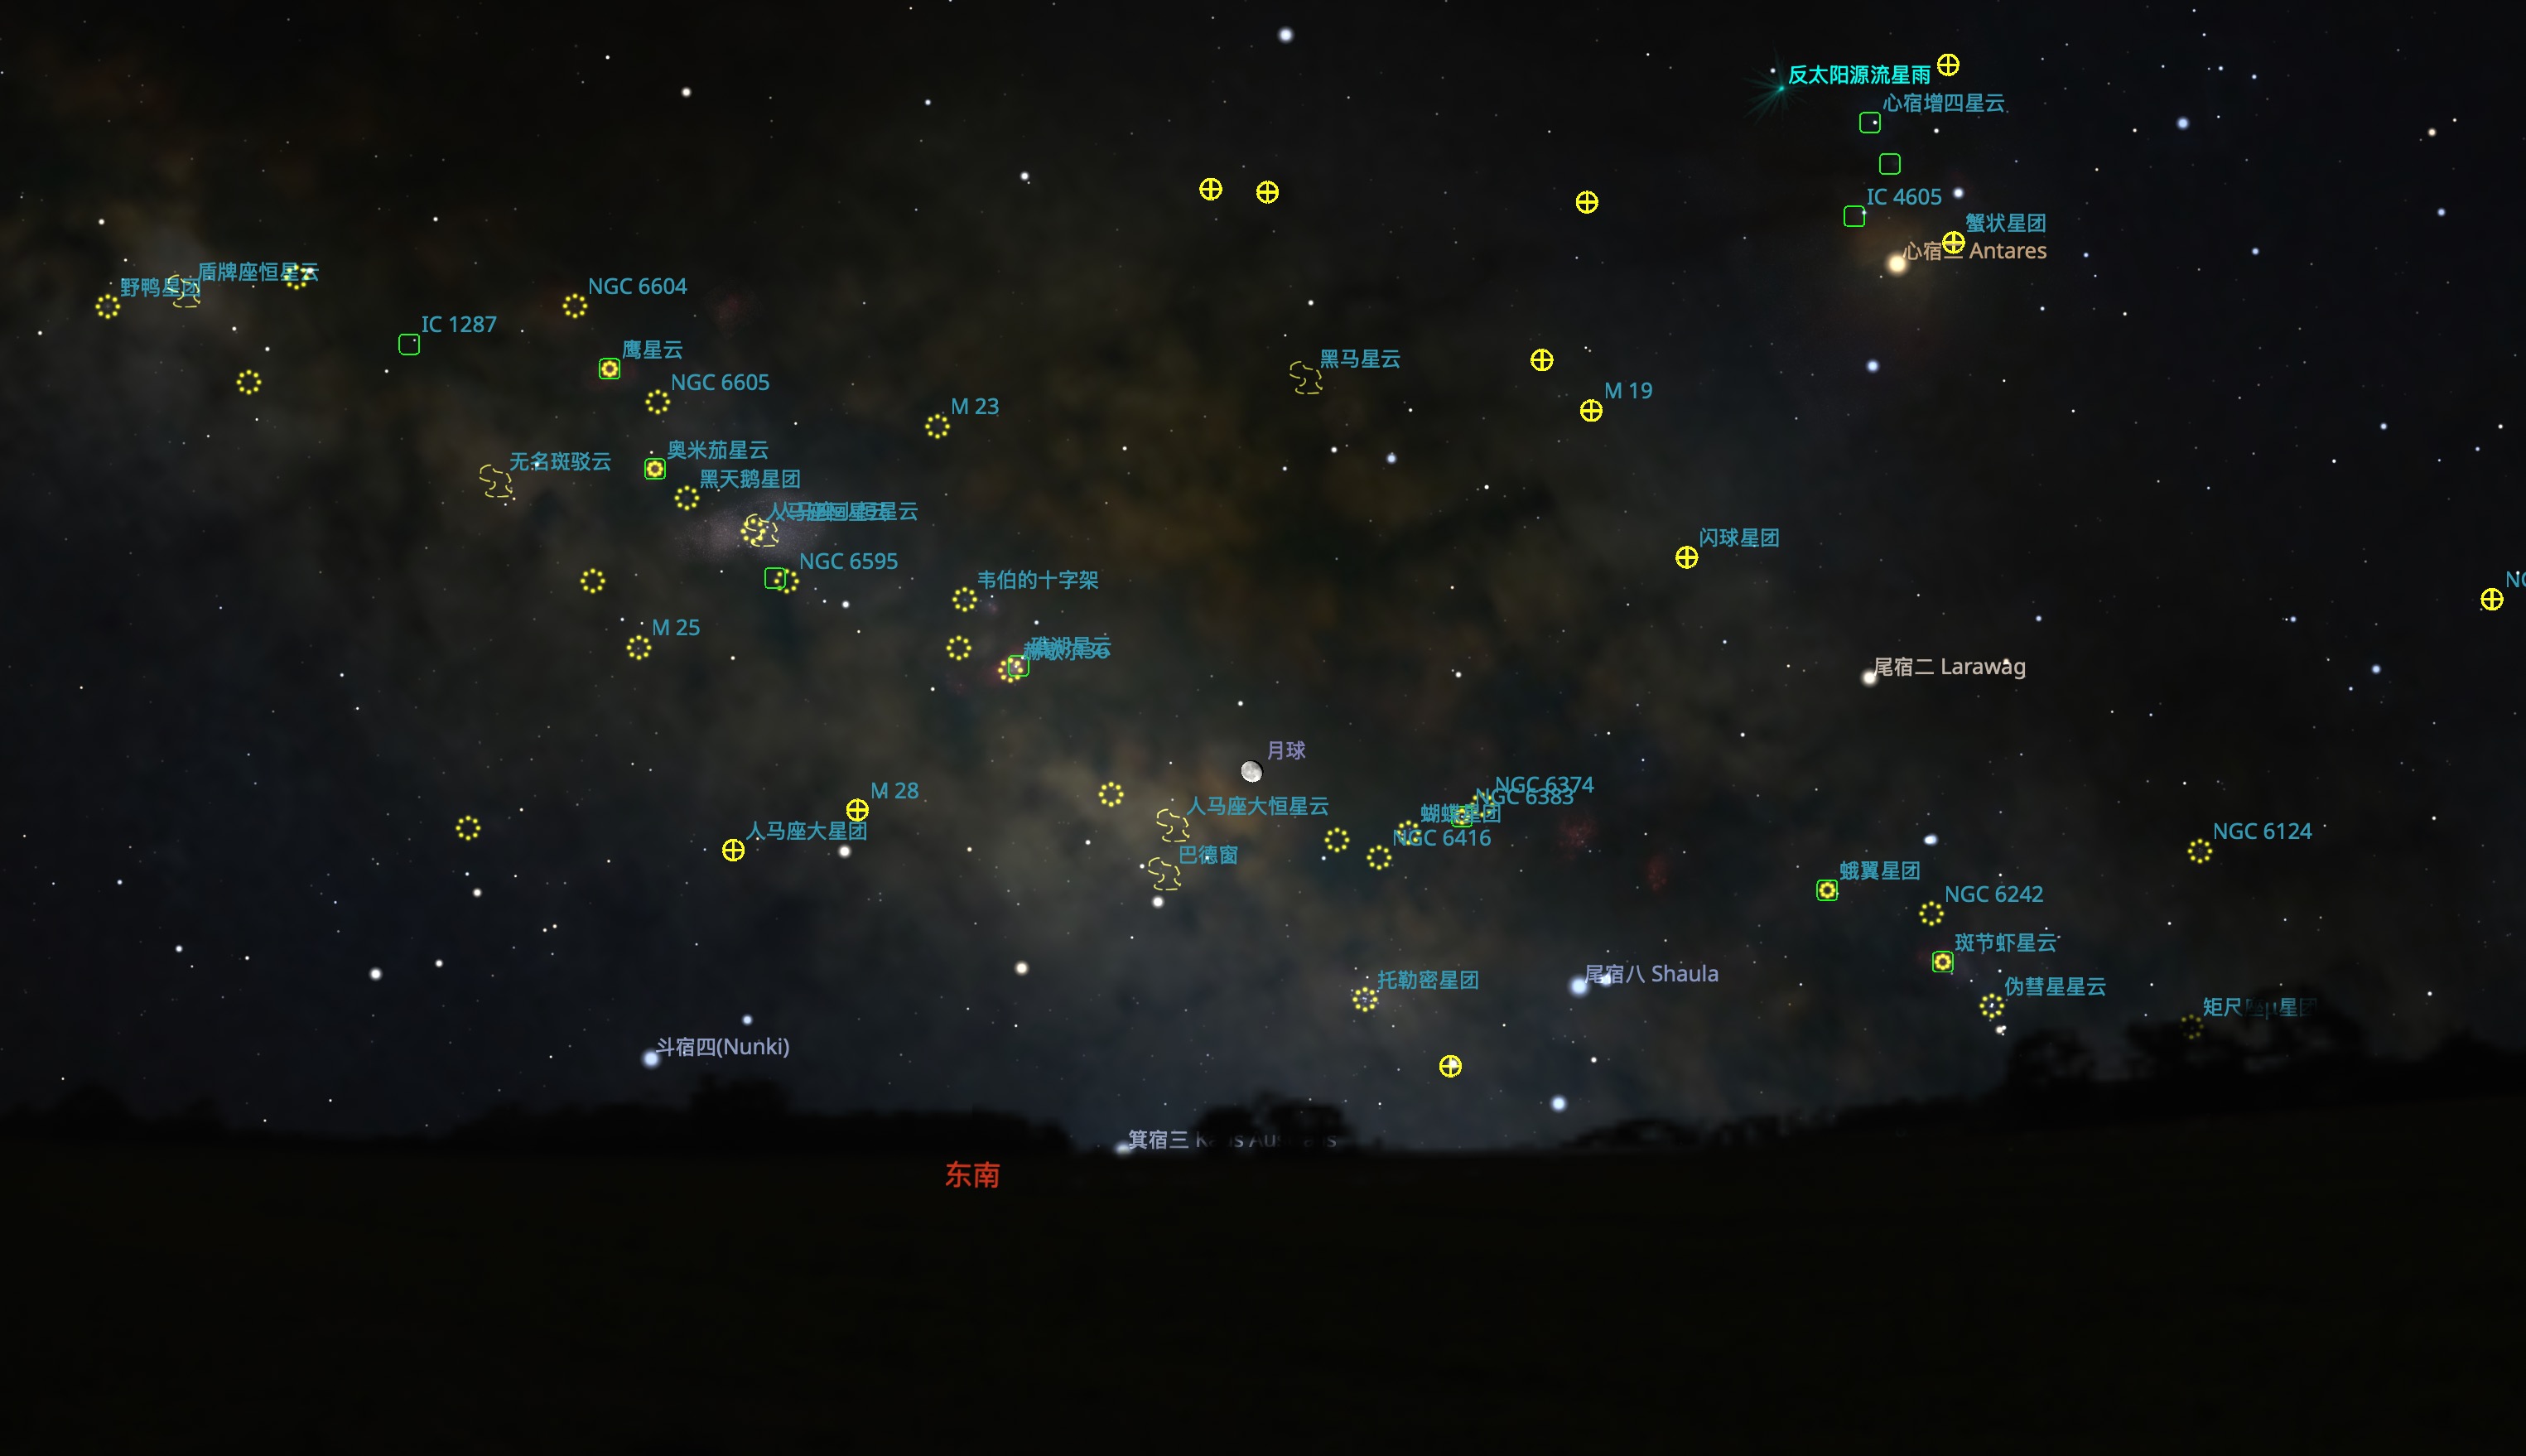 反太阳源流星雨
心宿增四星云
IC 4605
蟹状星团
心宿二 Antares
盾牌座恒星云
野鸭星团
NGC 6604
IC 1287
鹰星云
黑马星云
NGC 6605
M 19
M 23
奥米茄星云
无名斑驳云
黑天鹅星团
闪球星团
NGC 6595
韦伯的十字架
M 25
礁湖星云
尾宿二 Larawag
月球
NGC 6374
NGC 6383
M 28
人马座大恒星云
蝴蝶星团
人马座大星团
NGC 6416
NGC 6124
巴德窗
蛾翼星团
NGC 6242
斑节虾星云
尾宿八 Shaula
托勒密星团
伪彗星星云
矩尺座μ星团
斗宿四(Nunki)
箕宿三
东南